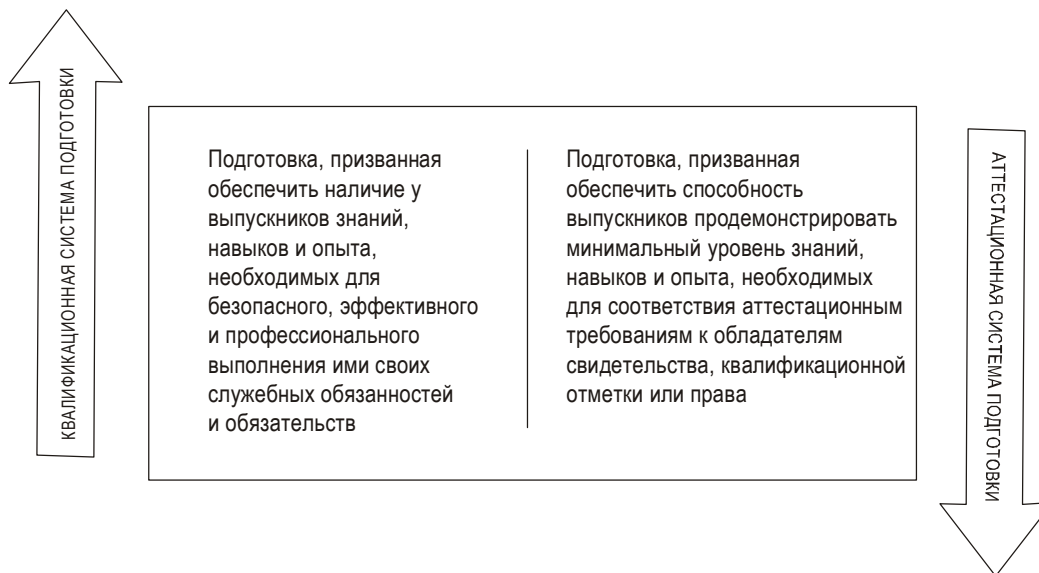 КВАЛИФИКАЦИОННАЯ СИСТЕМА ПОДГОТОВКИ
Подготовка, призванная
обеспечить наличие у
выпускников знаний,
навыков и опыта,
необходимых для
безопасного, эффективного
и профессионального
выполнения ими своих
служебных обязанностей
и обязательств
Подготовка, призванная
обеспечить способность
выпускников продемонстрировать
минимальный уровень знаний,
навыков и опыта, необходимых
для соответствия аттестационным
требованиям к обладателям
свидетельства, квалификационной
отметки или права
АТТЕСТАЦИОННАЯ СИСТЕМА ПОДГОТОВКИ